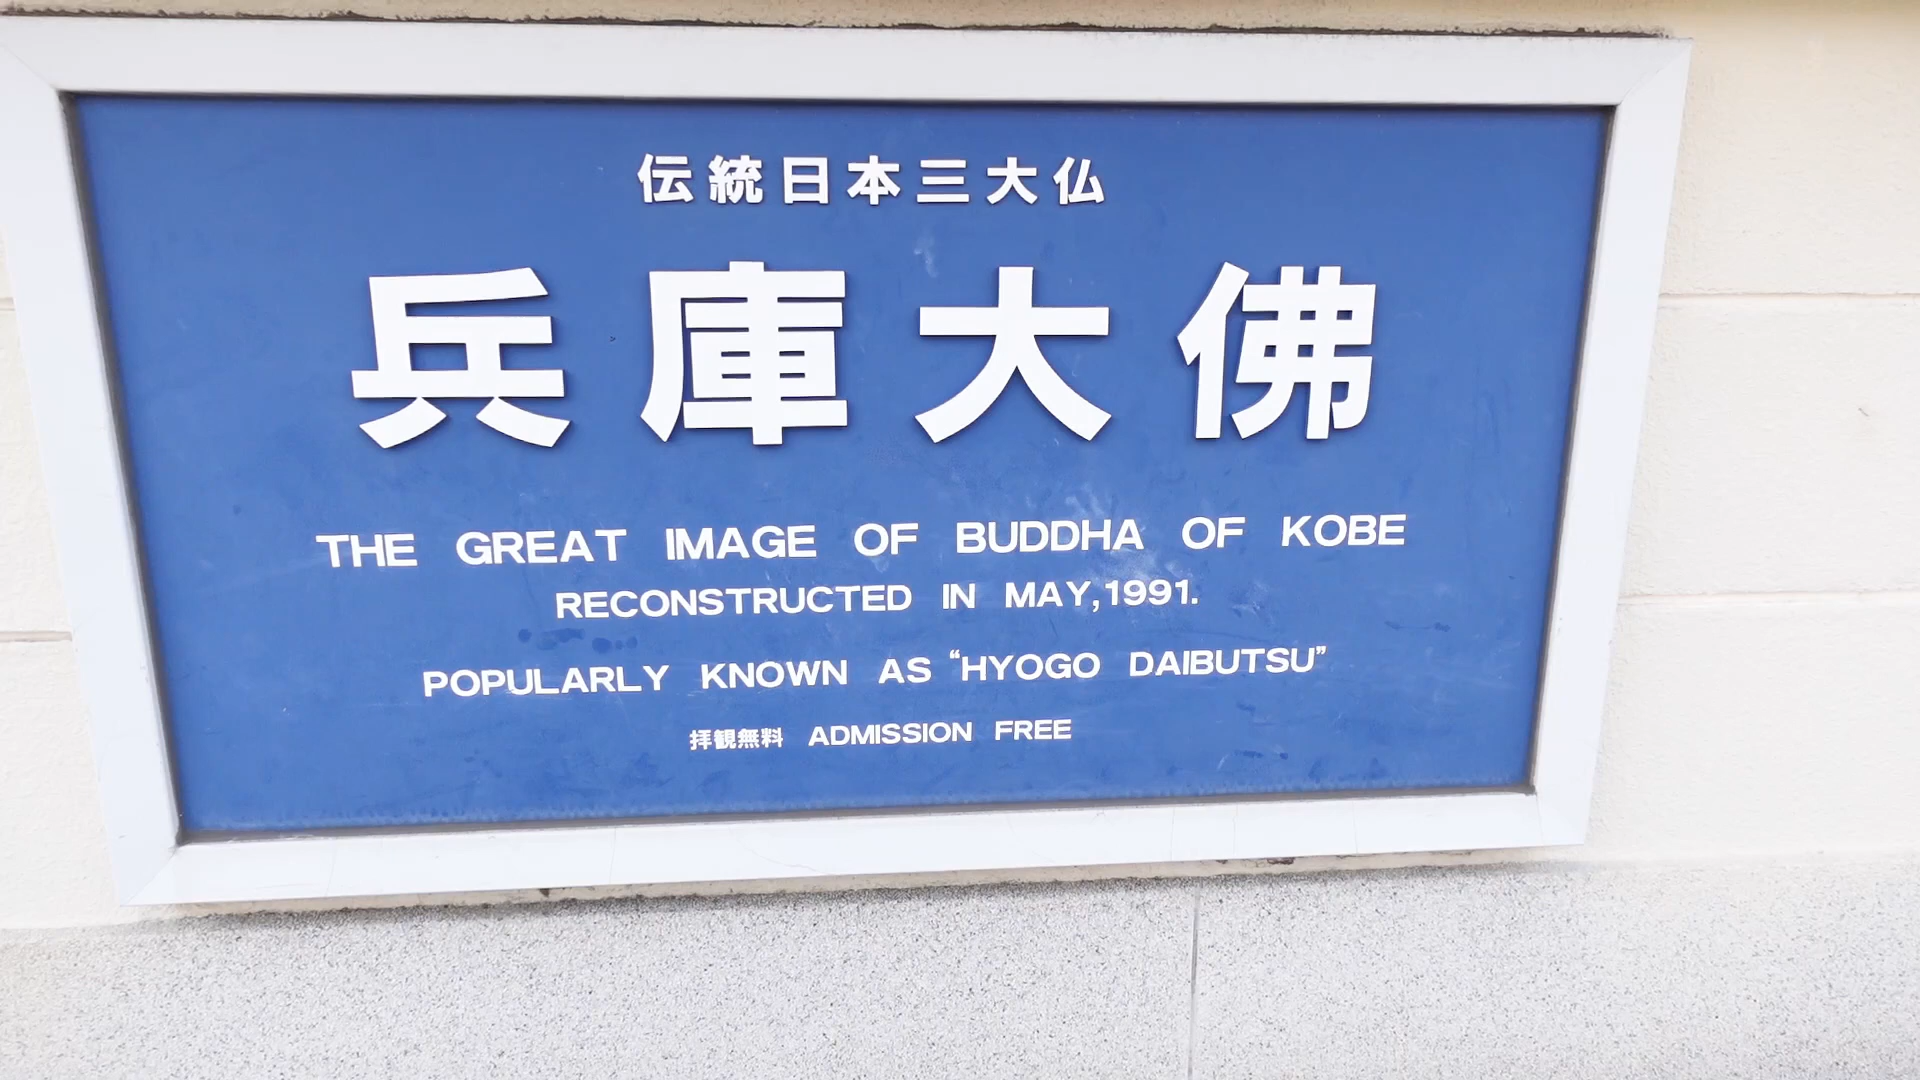 伝統日本三大仏
兵庫大佛
THE GREAT IMAGE OF BUDDHA OF KOBE
RECONSTRUCTED IN MAY,1991.
POPULARLY KNOWN AS “HYOGO DAIBUTSU”
拝観無料 ADMISSION FREE